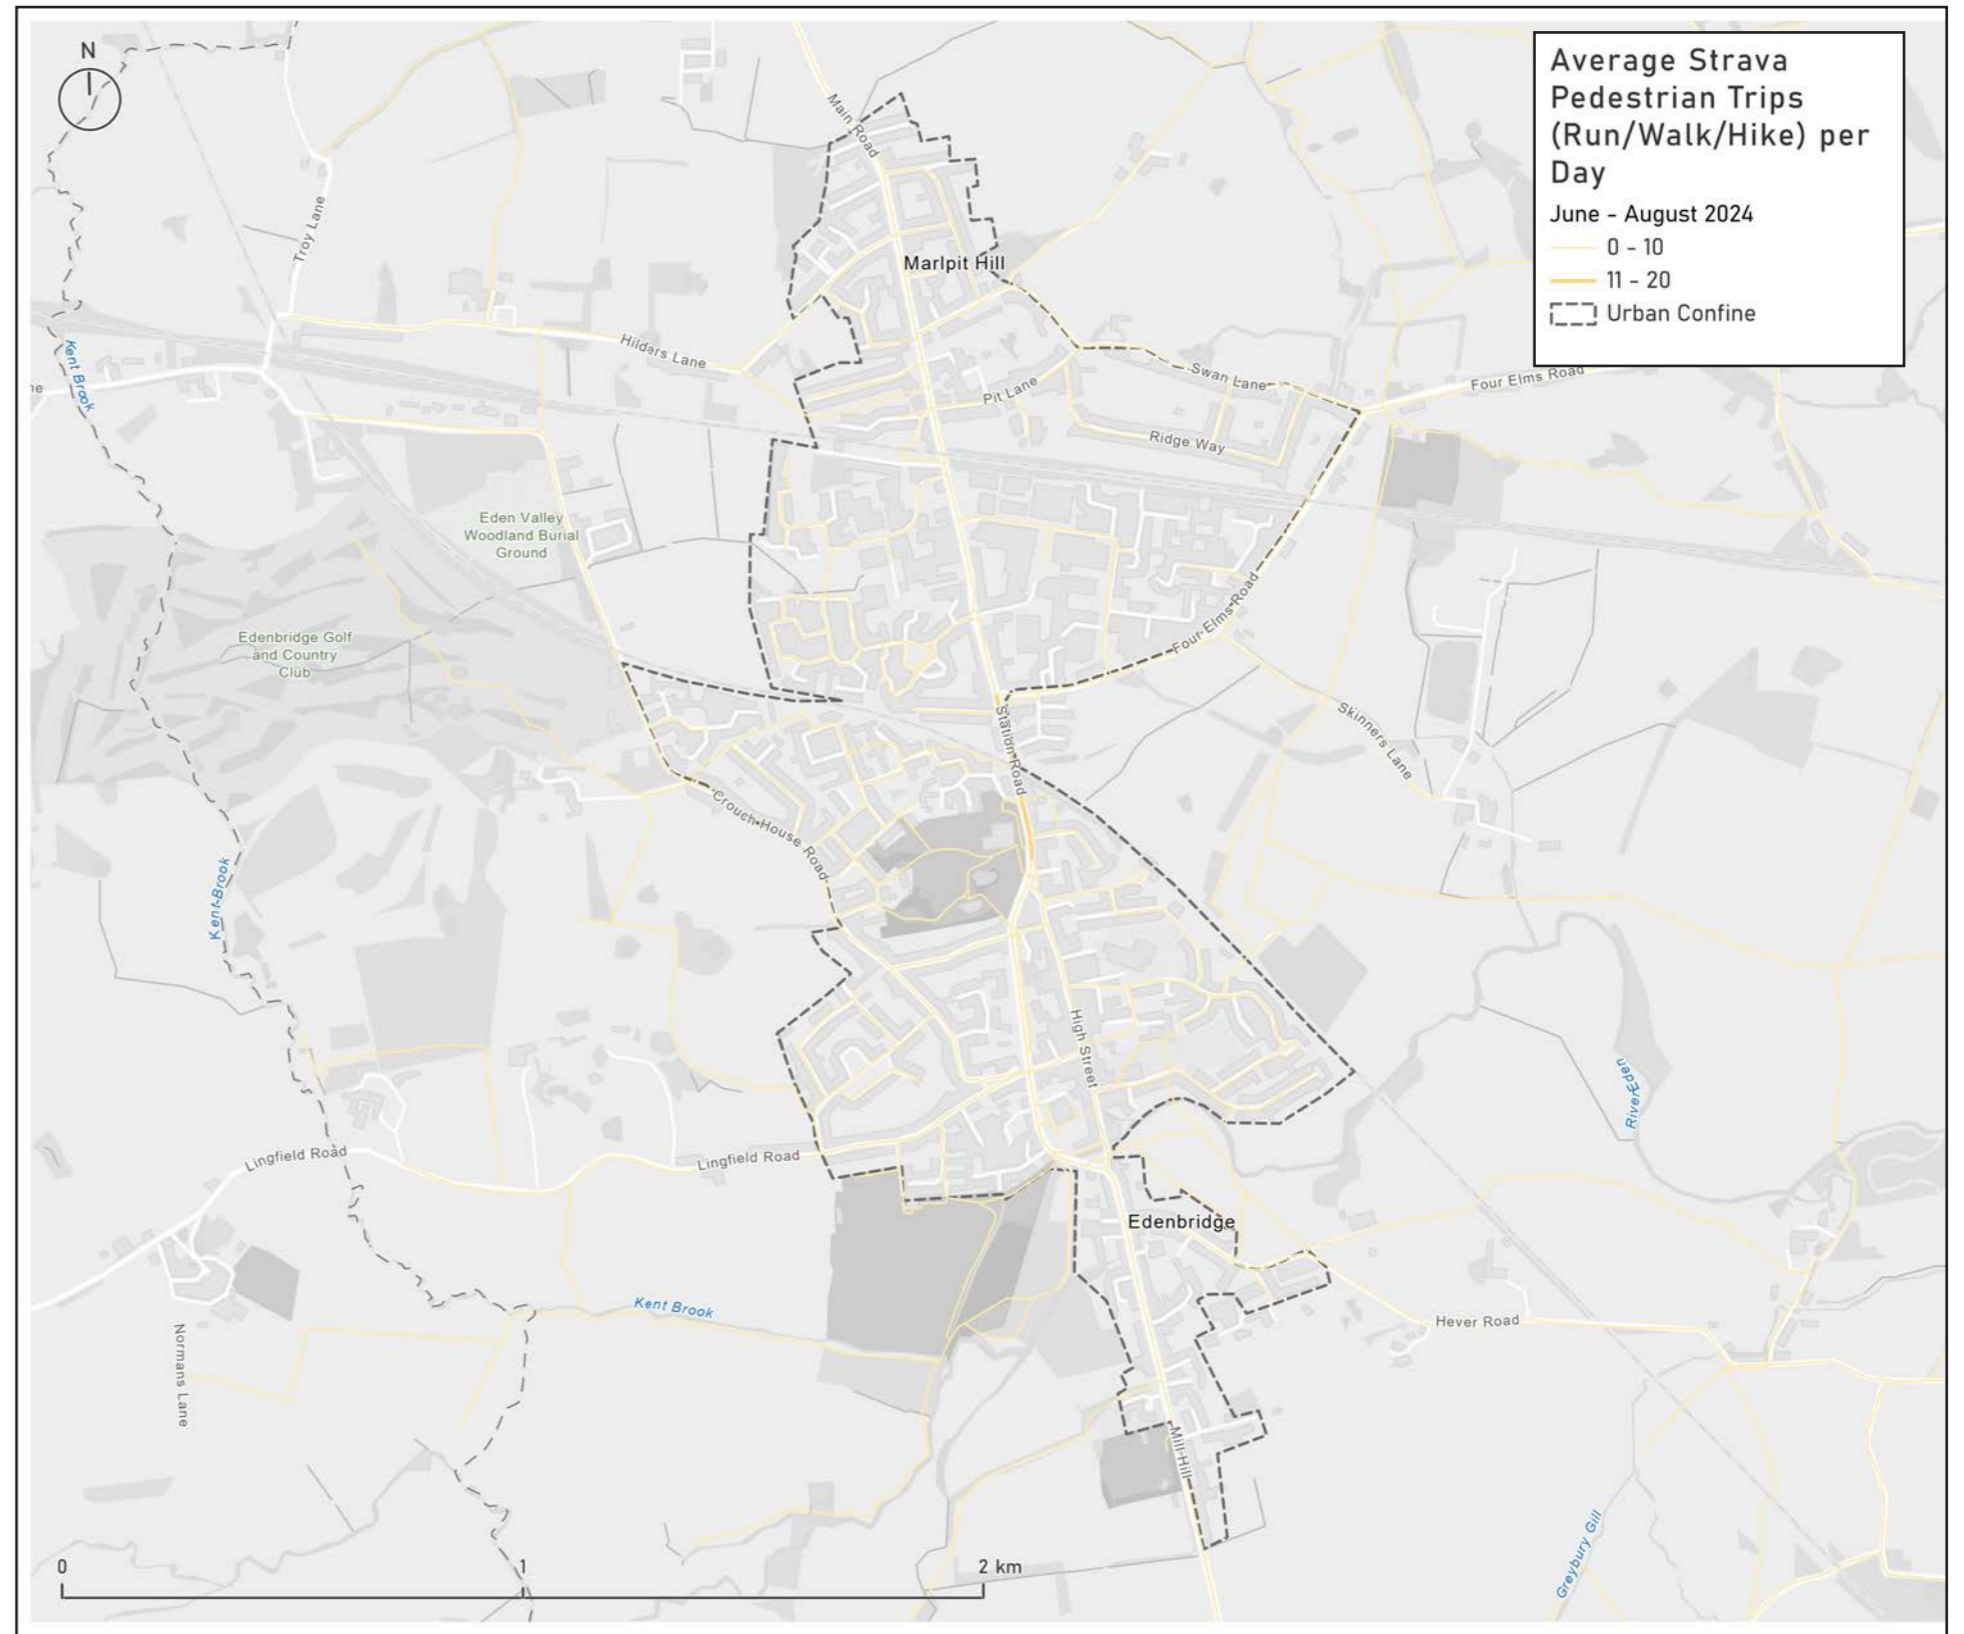 N
Average Strava
Pedestrian Trips
(Run/Walk/Hike) per
Day
June - August 2024
0 - 10
11 - 20
Urban Confine
Main Road
Troy Lane
Marlpit Hill
Kent Brook
Hilders Lane
Pit Lane
Swan Lane
Four Elms Road
ne
Ridge Way
Eden Valley
Woodland Burial
Ground
Edenbridge Golf
and Country
Club
Four Elms Road
Station Road
Skinners Lane
Crouch House Road
Kent Brook
High Street
River Eden
Lingfield Road
Lingfield Road
Edenbridge
Kent Brook
Hever Road
Normans Lane
Mill Hill
Greybury Gill
0 1 2 km